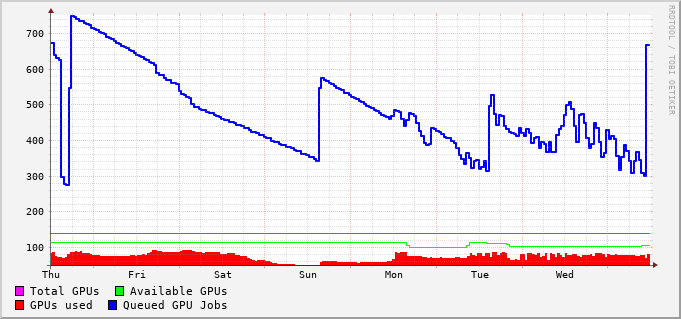 RRDTOOL / TOBI OETIKER
700
600
500
400
300
200
100
Thu Fri Sat Sun Mon Tue Wed
Total GPUs Available GPUs
GPUs used Queued GPU Jobs